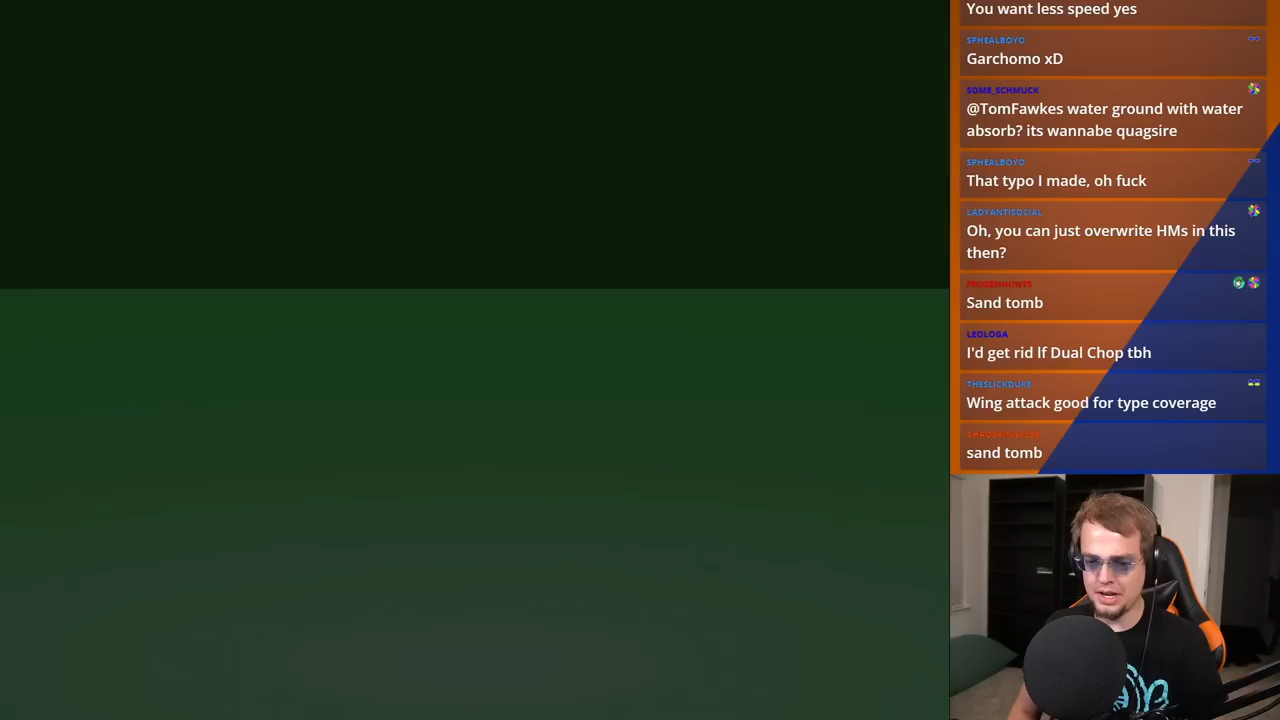 You want less speed yes
SPHEALBOYO
Garchomo xD
SOME_SCHMUCK
@TomFawkes water ground with water
absorb? its wannabe quagsire
SPHEALBOYO
That typo I made, oh fuck
LADYANTISOCIAL
Oh, you can just overwrite HMs in this
then?
Sand tomb
LEOLOGA
I'd get rid lf Dual Chop tbh
THESLICKDUKE
Wing attack good for type coverage
sand tomb